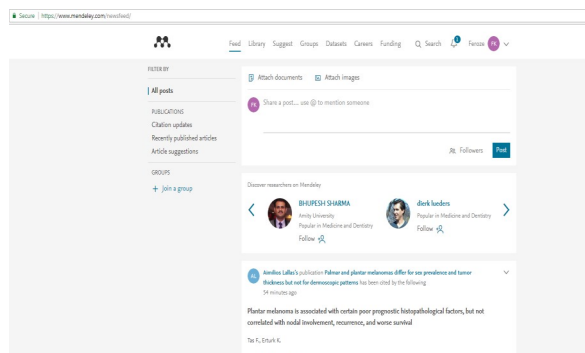 Secure | https://www.mendeley.com/newsfeed/
Feed Library Suggest Groups Datasets Careers Funding Search 1 Feroze FK
FILTER BY
All posts
PUBLICATIONS
Citation updates
Recently published articles
Article suggestions
GROUPS
+ Join a group
Attach documents Attach images
FK Share a post... use @ to mention someone
Followers Post
Discover researchers on Mendeley
BHUPESH SHARMA
Amity University
Popular in Medicine and Dentistry
Follow
dierk lueders
Popular in Medicine and Dentistry
Follow
AL Aimilios Lallas's publication Palmar and plantar melanomas differ for sex prevalence and tumor
thickness but not for dermoscopic patterns has been cited by the following
54 minutes ago
Plantar melanoma is associated with certain poor prognostic histopathological factors, but not
correlated with nodal involvement, recurrence, and worse survival
Tas F., Erturk K.